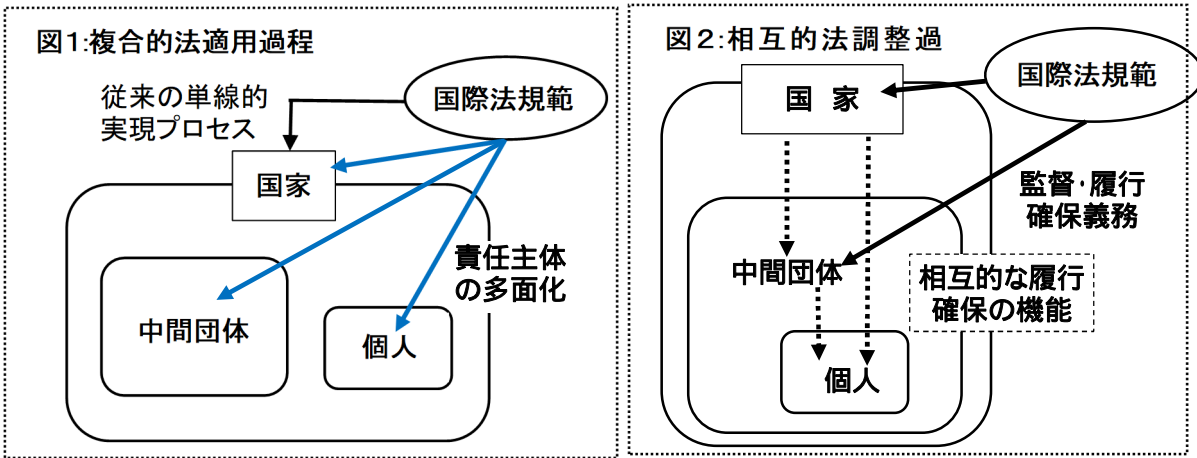 図1:複合的法適用過程
従来の単線的
実現プロセス
国際法規範
国家
責任主体
の多面化
中間団体
個人
図2:相互的法調整過
国際法規範
国 家
監督・履行
確保義務
中間団体
相互的な履行
確保の機能
個人